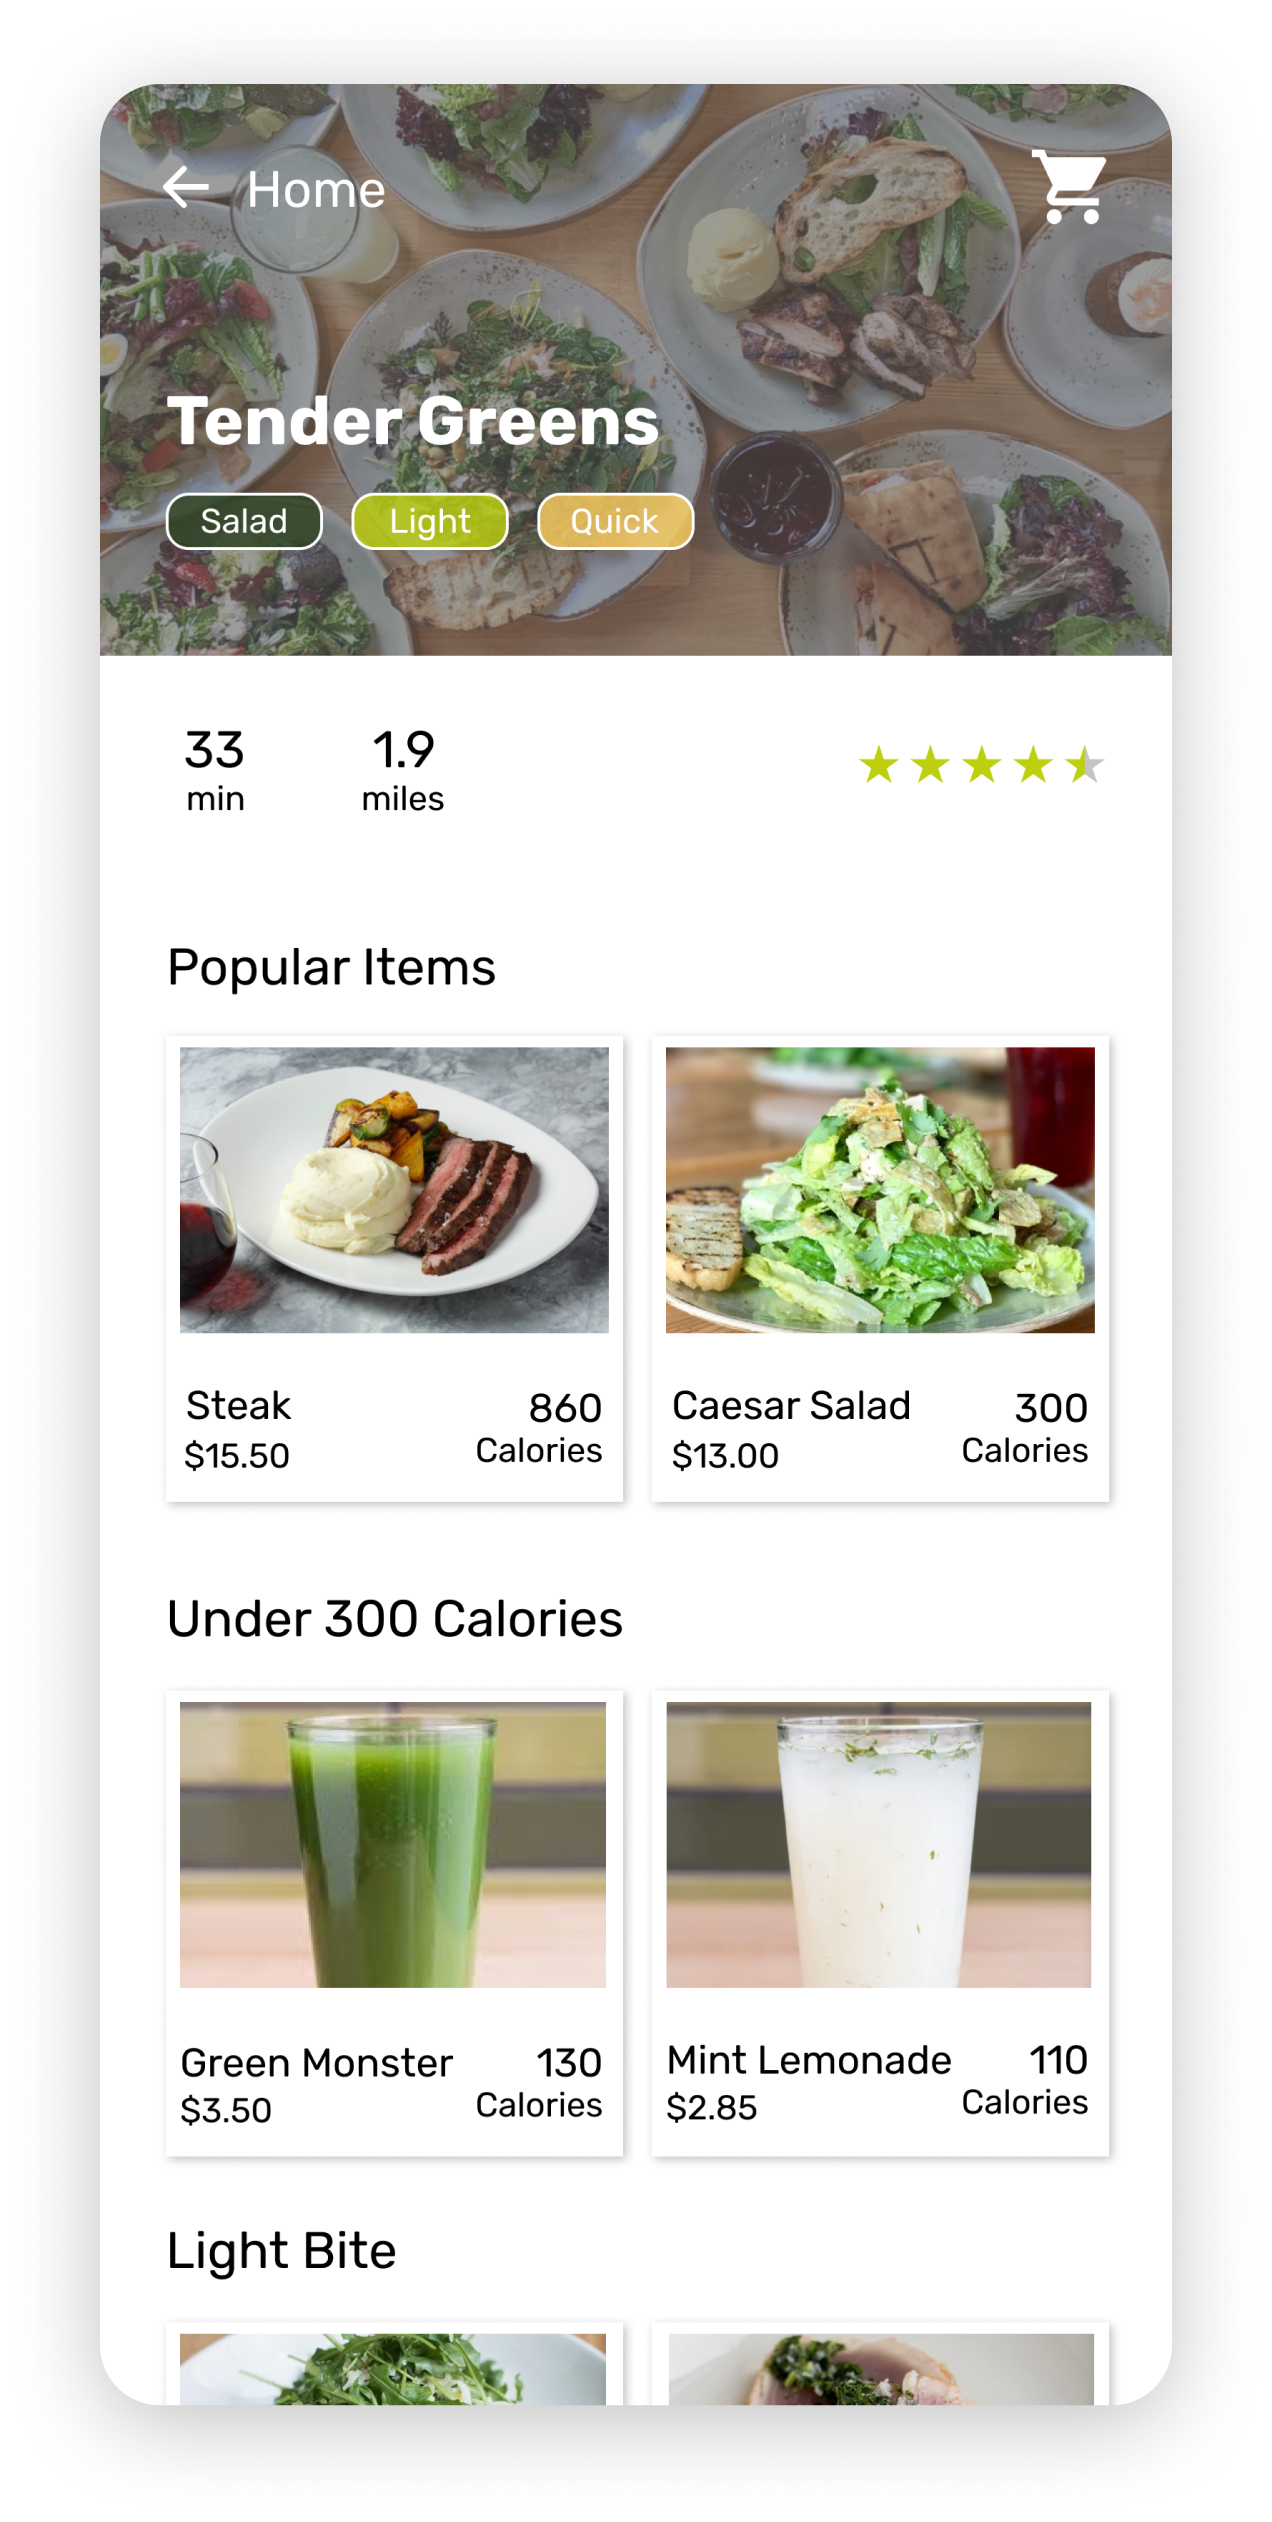 Home
Tender Greens
Salad
Light
Quick
33
min
1.9
miles
Popular Items
Steak
$15.50
860
Calories
Caesar Salad
$13.00
300
Calories
Under 300 Calories
Green Monster
$3.50
130
Calories
Mint Lemonade
$2.85
110
Calories
Light Bite